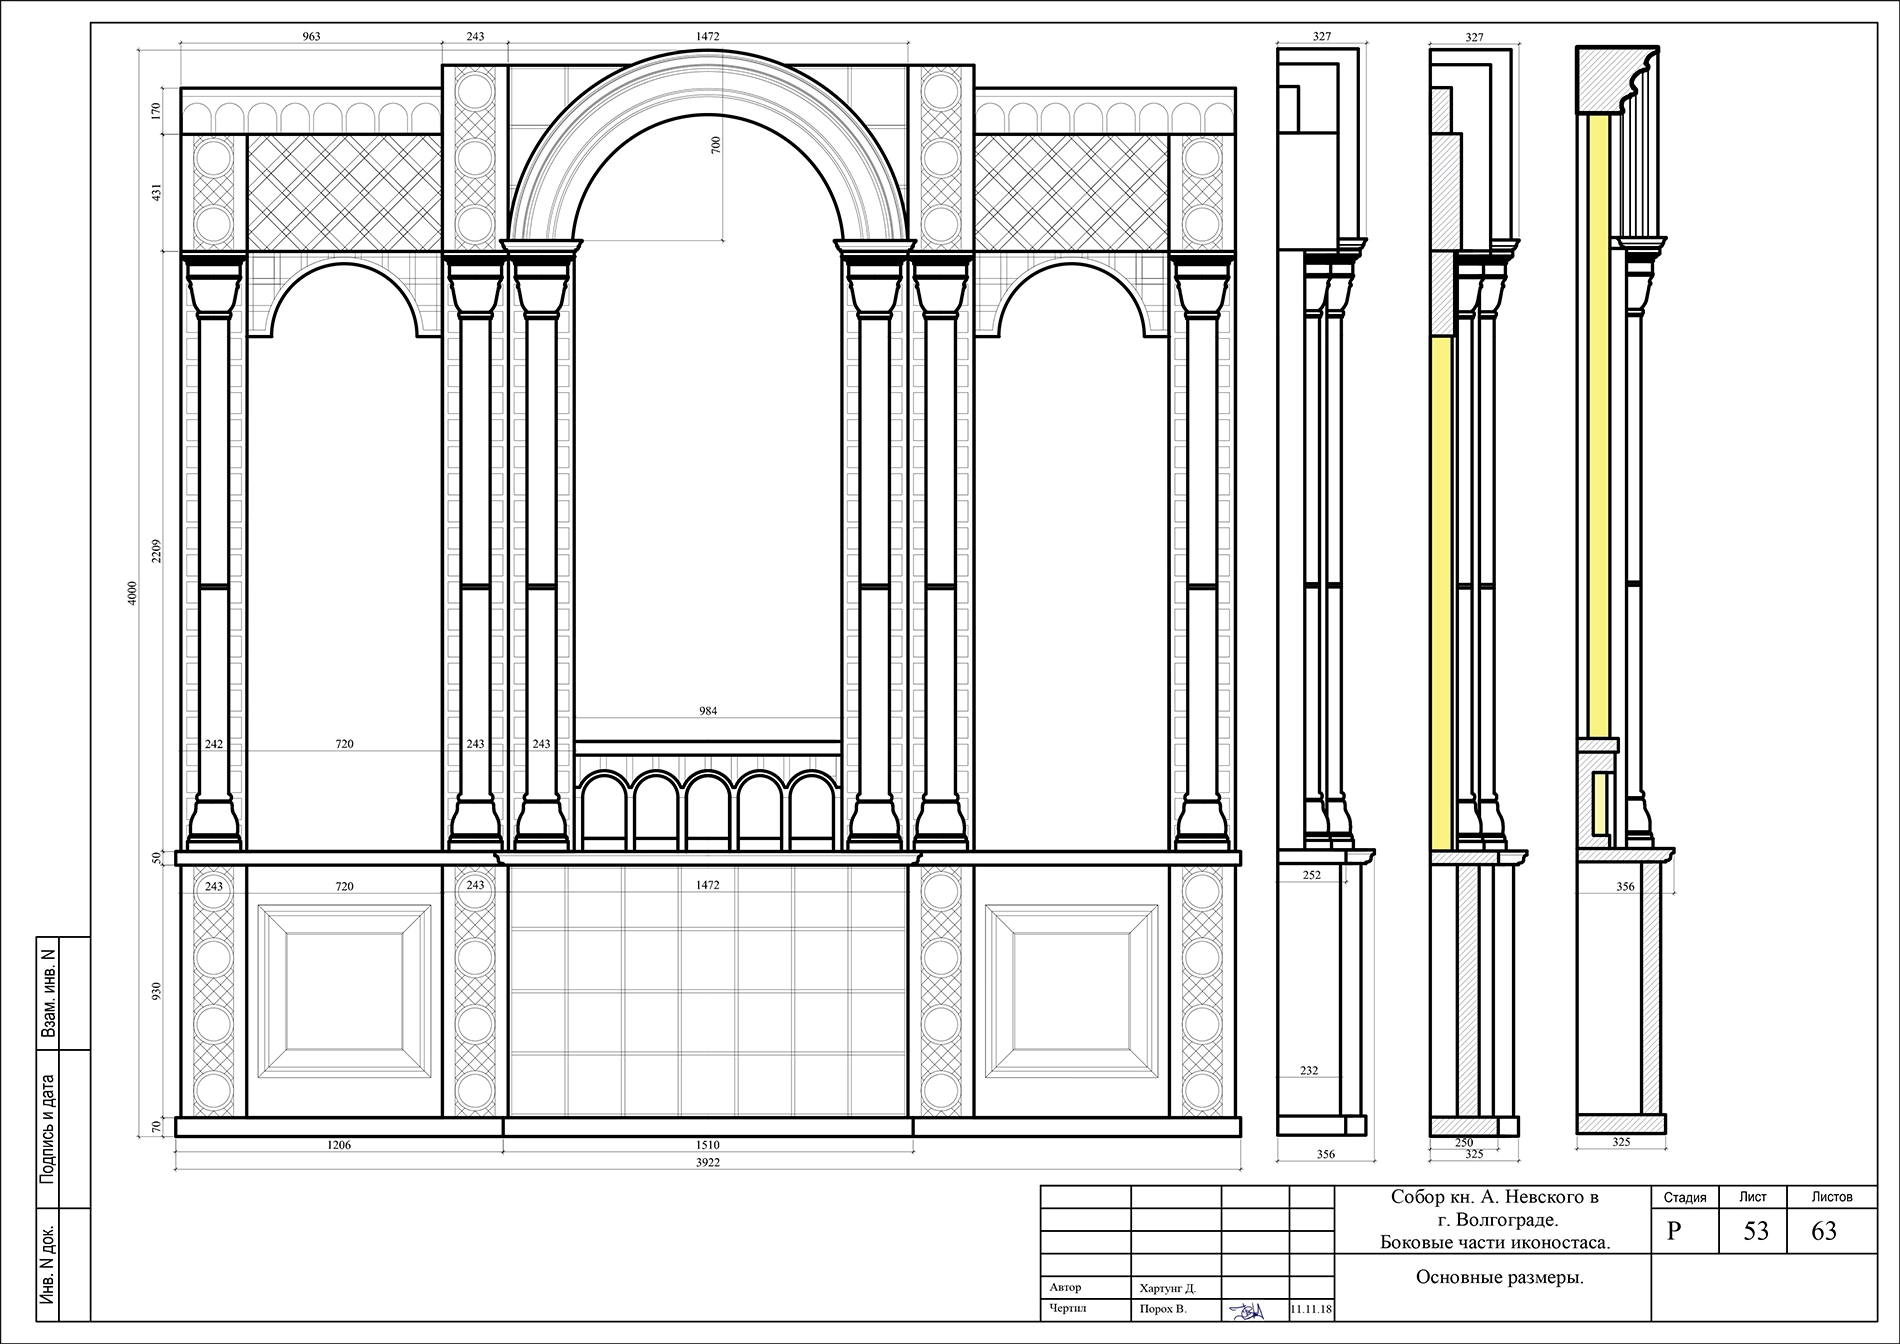 963
243
1472
327
327
170
431
700
2209
4000
984
242
720
243
243
50
243
720
243
1472
252
356
930
232
70
1206
1510
3922
356
250
325
325
Взам. инв. N
Подпись и дата
Инв. N док.
Собор кн. А. Невского в
г. Волгограде.
Боковые части иконостаса.
Стадия
Лист
Листов
Р
53
63
Основные размеры.
Автор
Хартунг Д.
Чертил
Порох В.
11.11.18